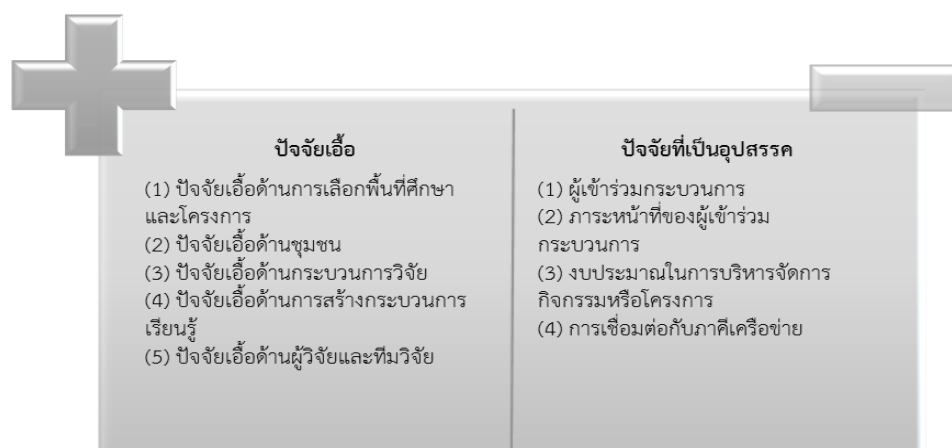 ปัจจัยเอื้อ
(1) ปัจจัยเอื้อด้านการเลือกพื้นที่ศึกษา
และโครงการ
(2) ปัจจัยเอื้อด้านชุมชน
(3) ปัจจัยเอื้อด้านกระบวนการวิจัย
(4) ปัจจัยเอื้อด้านการสร้างกระบวนการ
เรียนรู้
(5) ปัจจัยเอื้อด้านผู้วิจัยและทีมวิจัย
ปัจจัยที่เป็นอุปสรรค
(1) ผู้เข้าร่วมกระบวนการ
(2) ภาระหน้าที่ของผู้เข้าร่วม
กระบวนการ
(3) งบประมาณในการบริหารจัดการ
กิจกรรมหรือโครงการ
(4) การเชื่อมต่อกับภาคีเครือข่าย